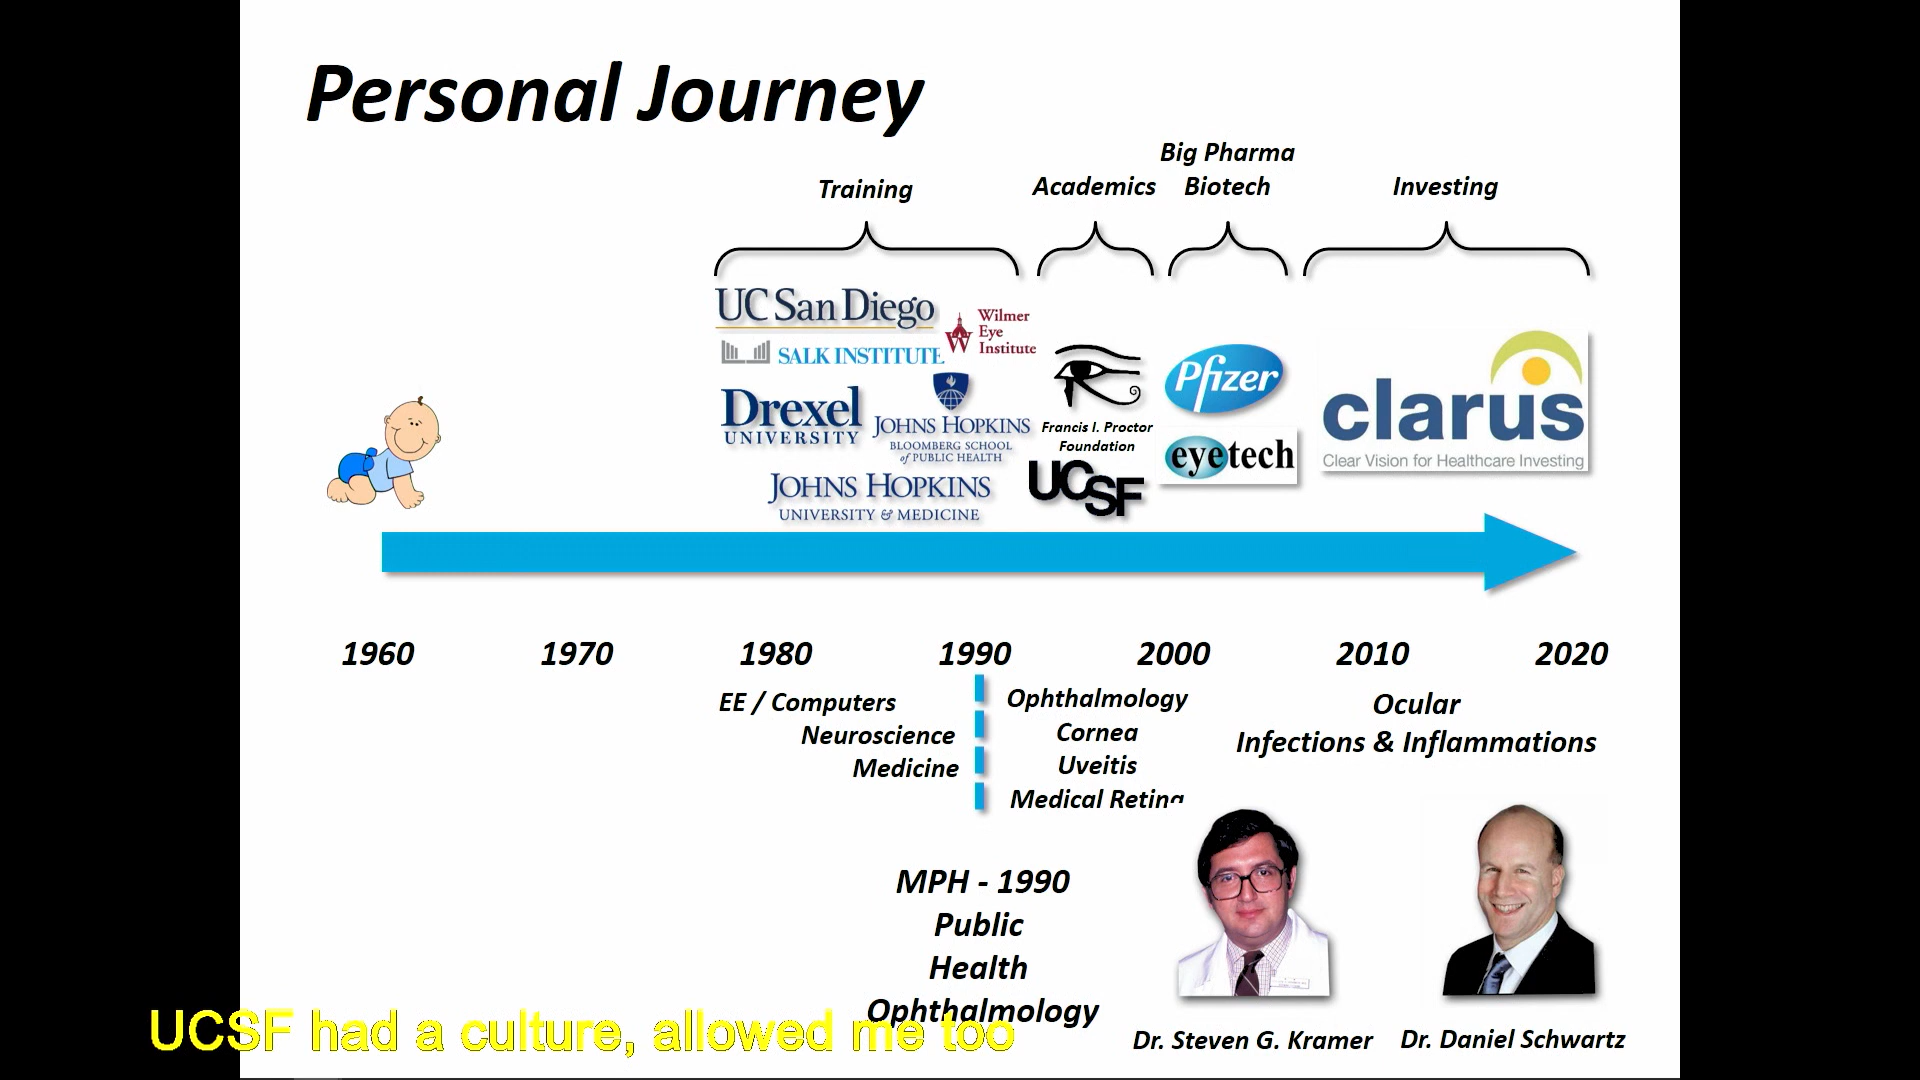 Personal Journey
Big Pharma
Training
Academics
Biotech
Investing
UC San Diego
SALK INSTITUTE
Wilmer
Eye
Institute
Drexel
UNIVERSITY
JOHNS HOPKINS
BLOOMBERG SCHOOL
of PUBLIC HEALTH
JOHNS HOPKINS
UNIVERSITY & MEDICINE
Francis I. Proctor
Foundation
UCSF
Pfizer
eyetech
clarus
Clear Vision for Healthcare Investing
1960
1970
1980
1990
2000
2010
2020
EE / Computers
Neuroscience
Medicine
Ophthalmology
Cornea
Uveitis
Medical Retina
Ocular
Infections & Inflammations
MPH - 1990
Public
Health
Ophthalmology
Dr. Steven G. Kramer
Dr. Daniel Schwartz
UCSF had a culture, allowed me too